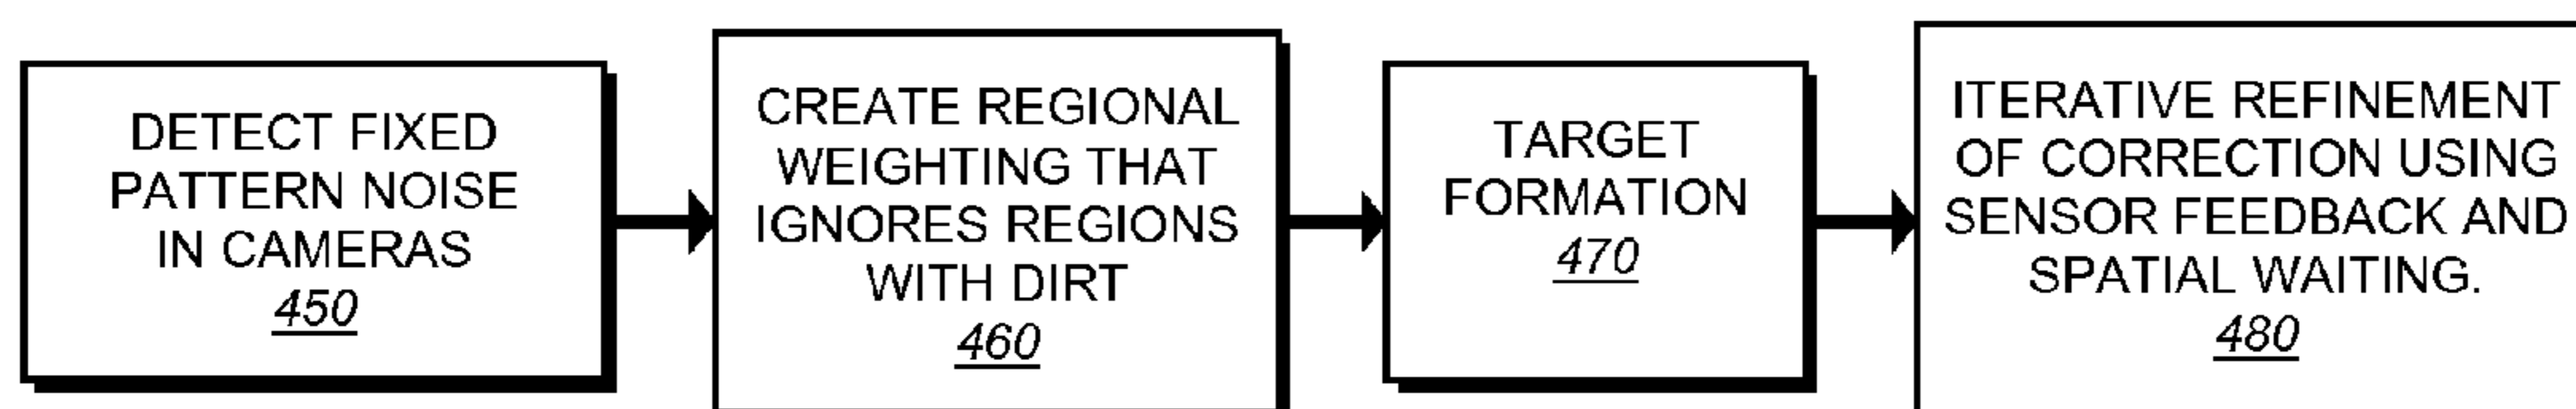 DETECT FIXED
PATTERN NOISE
IN CAMERAS
450
CREATE REGIONAL
WEIGHTING THAT
IGNORES REGIONS
WITH DIRT
460
TARGET
FORMATION
470
ITERATIVE REFINEMENT
OF CORRECTION USING
SENSOR FEEDBACK AND
SPATIAL WAITING.
480